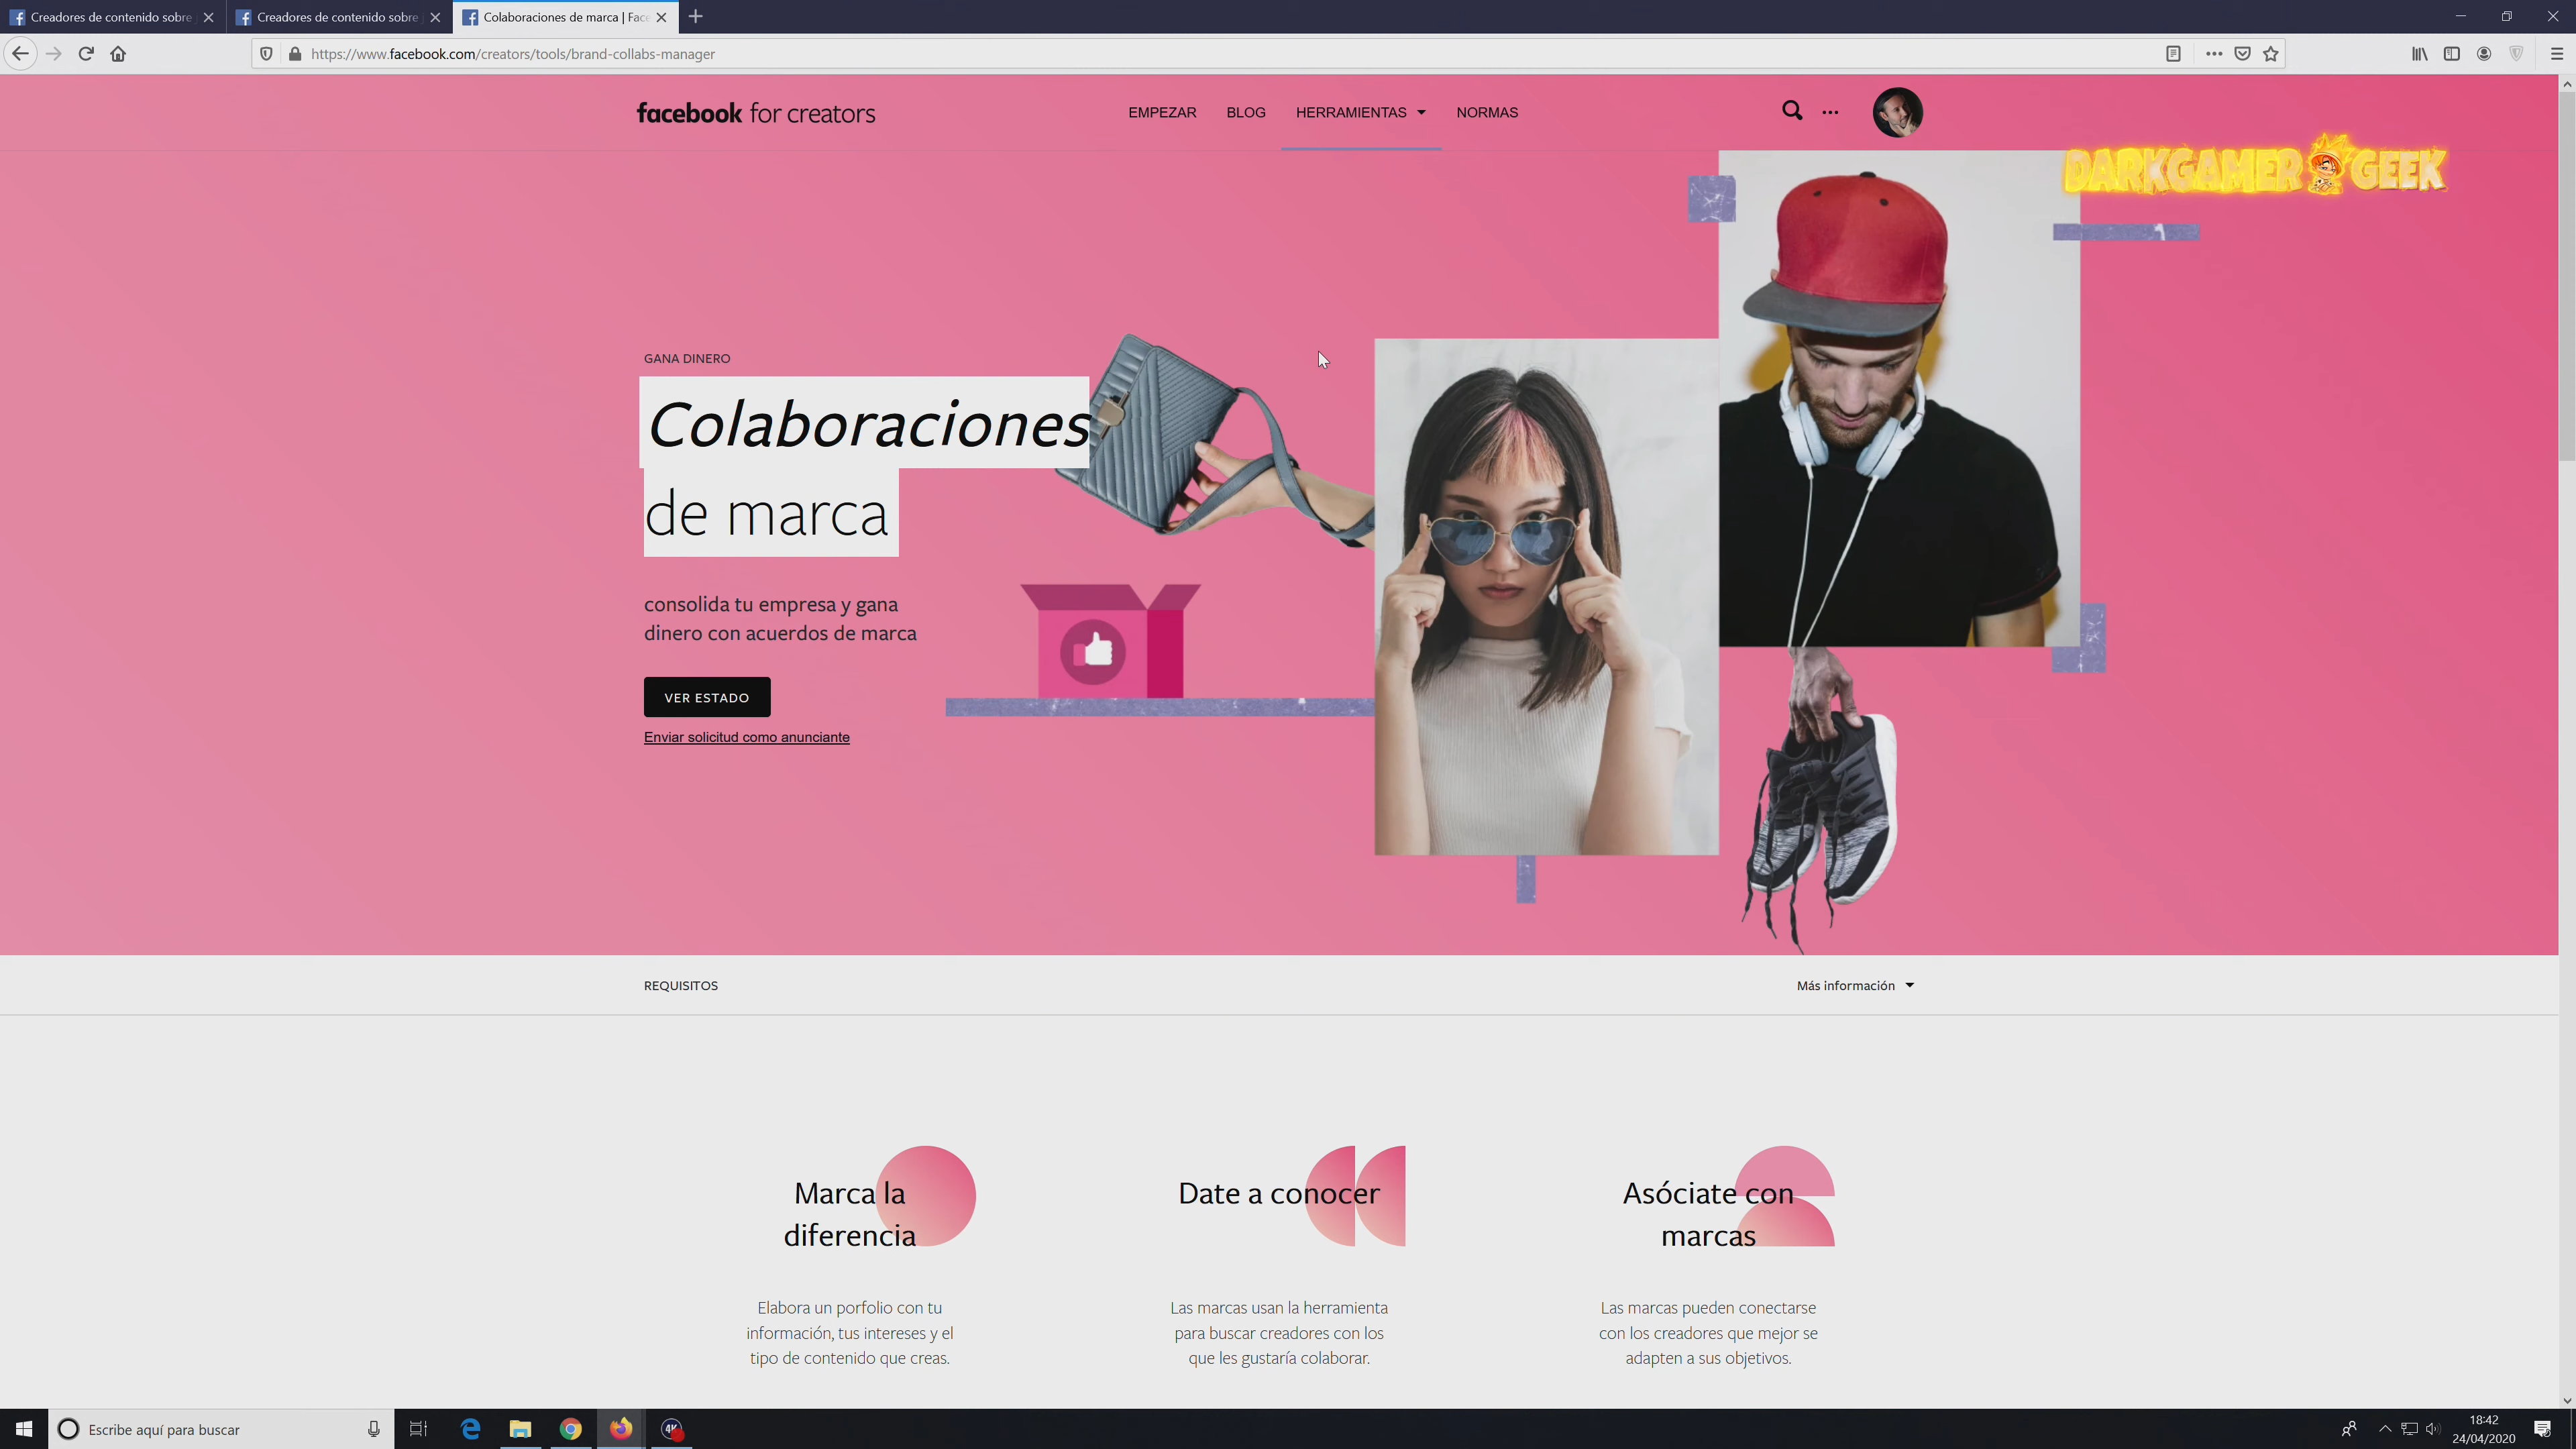 Creadores de contenido sobre
Creadores de contenido sobre
Colaboraciones de marca | Face
https://www.facebook.com/creators/tools/brand-collabs-manager
facebook for creators
EMPEZAR
BLOG
HERRAMIENTAS
NORMAS
DARKGAMER GEEK
GANA DINERO
Colaboraciones
de marca
consolida tu empresa y gana
dinero con acuerdos de marca
VER ESTADO
Enviar solicitud como anunciante
REQUISITOS
Más información
Marca la
diferencia
Elabora un porfolio con tu
información, tus intereses y el
tipo de contenido que creas.
Date a conocer
Las marcas usan la herramienta
para buscar creadores con los
que les gustaría colaborar.
Asóciate con
marcas
Las marcas pueden conectarse
con los creadores que mejor se
adapten a sus objetivos.
Escribe aquí para buscar
4K
18:42
24/04/2020